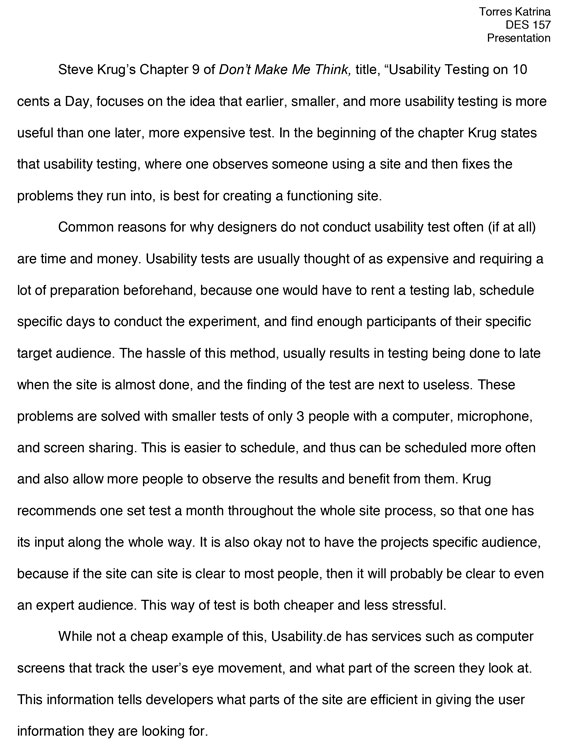 Torres Katrina
DES 157
Presentation
Steve Krug's Chapter 9 of Don't Make Me Think, title, “Usability Testing on 10
cents a Day, focuses on the idea that earlier, smaller, and more usability testing is more
useful than one later, more expensive test. In the beginning of the chapter Krug states
that usability testing, where one observes someone using a site and then fixes the
problems they run into, is best for creating a functioning site.
Common reasons for why designers do not conduct usability test often (if at all)
are time and money. Usability tests are usually thought of as expensive and requiring a
lot of preparation beforehand, because one would have to rent a testing lab, schedule
specific days to conduct the experiment, and find enough participants of their specific
target audience. The hassle of this method, usually results in testing being done to late
when the site is almost done, and the finding of the test are next to useless. These
problems are solved with smaller tests of only 3 people with a computer, microphone,
and screen sharing. This is easier to schedule, and thus can be scheduled more often
and also allow more people to observe the results and benefit from them. Krug
recommends one set test a month throughout the whole site process, so that one has
its input along the whole way. It is also okay not to have the projects specific audience,
because if the site can site is clear to most people, then it will probably be clear to even
an expert audience. This way of test is both cheaper and less stressful.
While not a cheap example of this, Usability.de has services such as computer
screens that track the user's eye movement, and what part of the screen they look at.
This information tells developers what parts of the site are efficient in giving the user
information they are looking for.